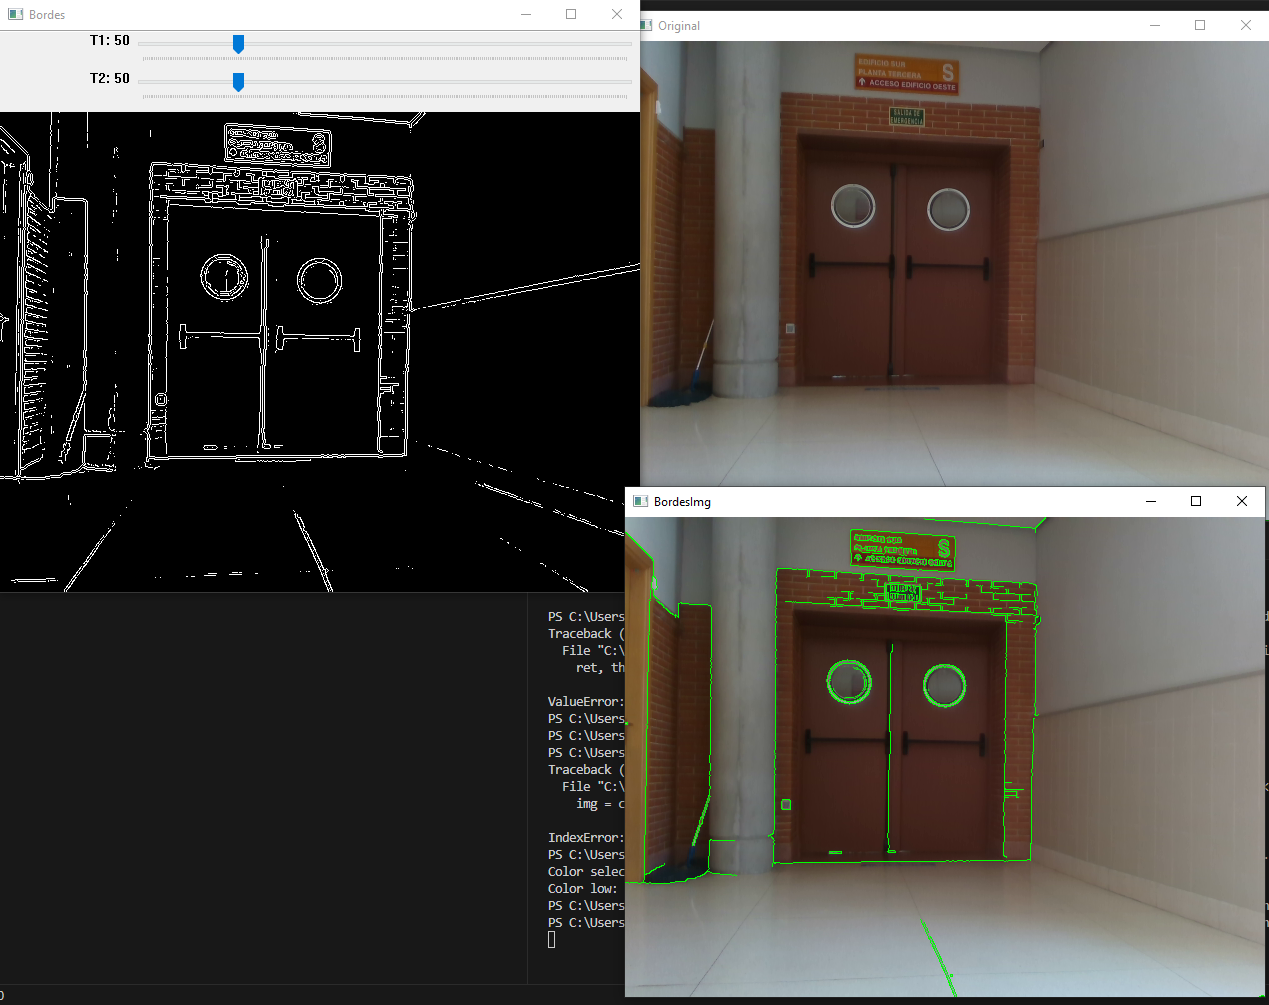 Bordes
T1: 50
T2: 50
Original
EDIFICIO SUR
PLANTA TERCERA
S
ACCESO EDIFICIO OESTE
SALIDA DE
EMERGENCIA
BordesImg
S
PS C:\Users
Traceback (
File "C:\
ret, th
ValueError:
PS C:\Users
PS C:\Users
PS C:\Users
Traceback (
File "C:\
img = c
IndexError:
PS C:\Users
Color selec
Color low:
PS C:\Users
PS C:\Users